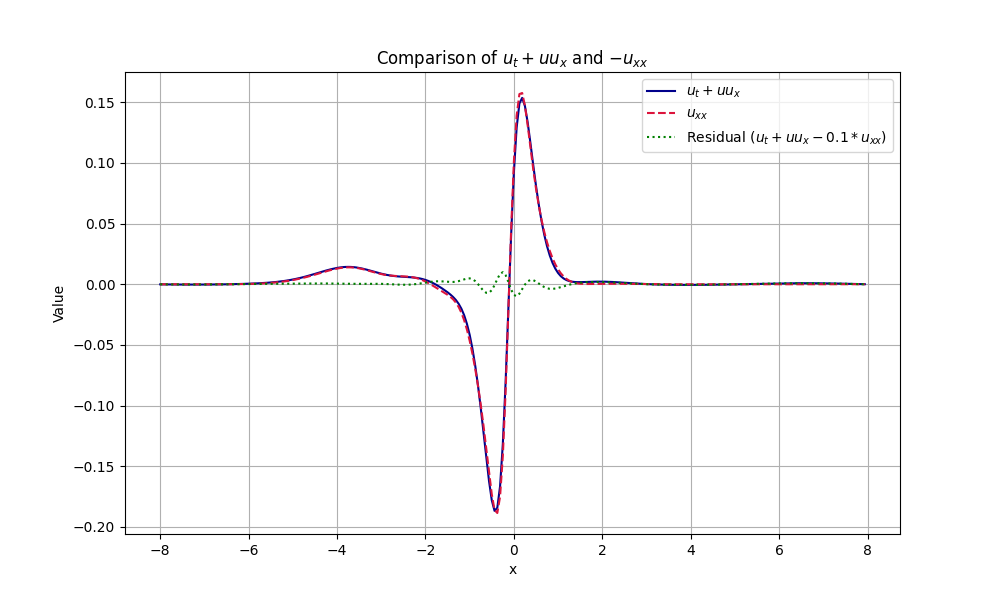 Comparison of $u_t + uu_x$ and $-u_{xx}$
$u_t + uu_x$
$u_{xx}$
Residual ($u_t + uu_x - 0.1 * u_{xx}$)
0.15
0.10
0.05
0.00
−0.05
−0.10
−0.15
−0.20
Value
−8 −6 −4 −2 0 2 4 6 8
x